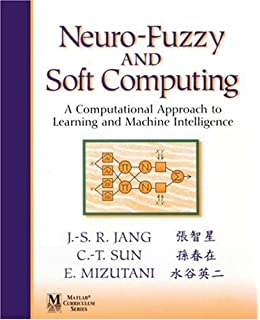 Neuro-Fuzzy
AND
Soft Computing
A Computational Approach to
Learning and Machine Intelligence
X Y
Π N
Π N
Σ
J.-S. R. JANG 張智星
C.-T. SUN 孫春在
E. MIZUTANI 水谷英二
M
MATLAB®
CURRICULUM
SERIES